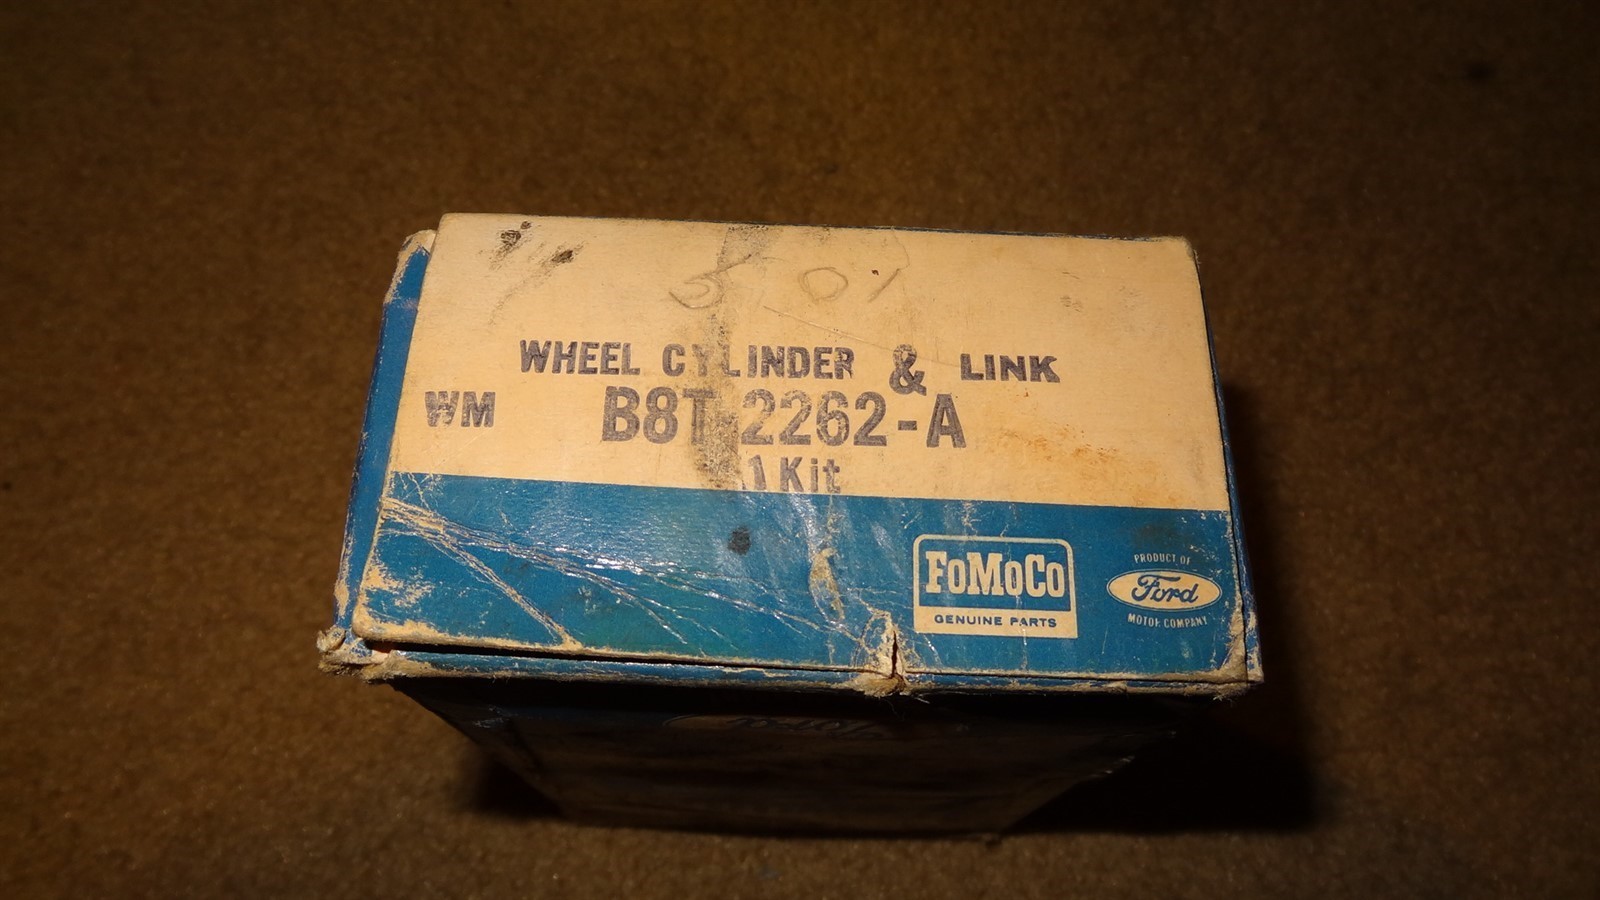 WHEEL CYLINDER & LINK
WM B8T 2262-A
1 Kit
FoMoCo
GENUINE PARTS
PRODUCT OF
Ford
MOTOR COMPANY